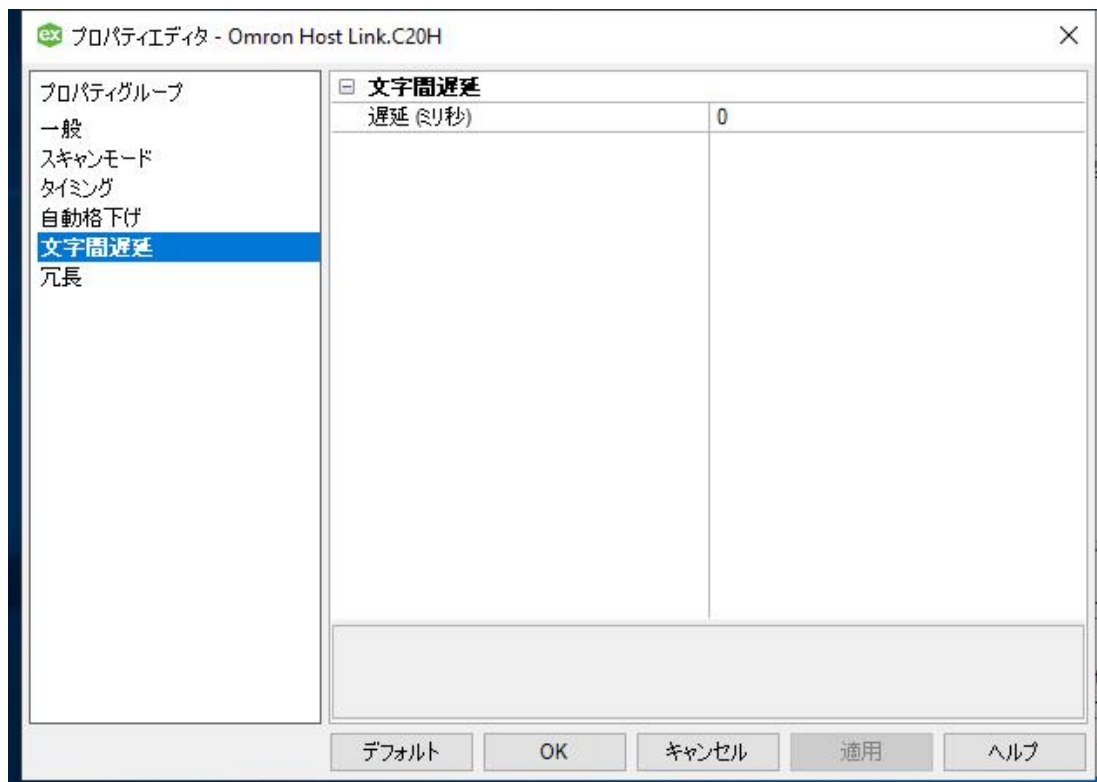 ex プロパティエディタ - Omron Host Link.C20H
プロパティグループ
一般
スキャンモード
タイミング
自動格下げ
文字間遅延
冗長
文字間遅延
遅延 (ミリ秒) 0
デフォルト OK キャンセル 適用 ヘルプ